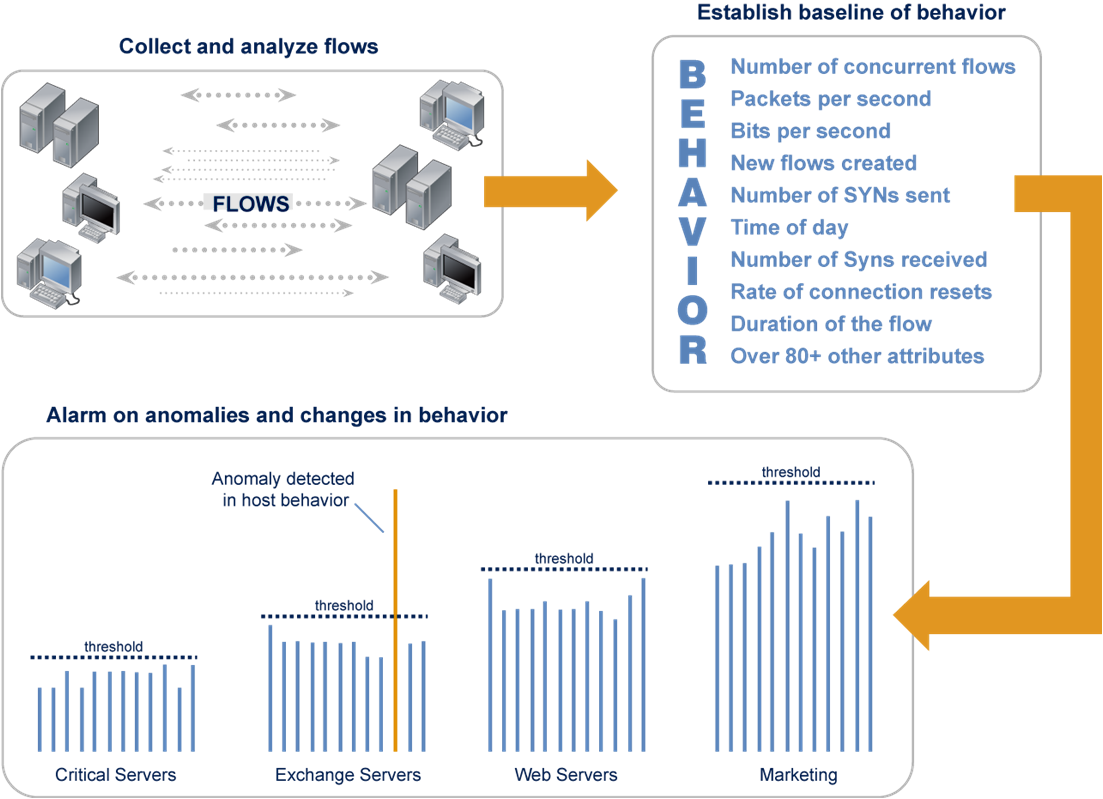 Collect and analyze flows
FLOWS
Establish baseline of behavior
BEHAVIOR
Number of concurrent flows
Packets per second
Bits per second
New flows created
Number of SYNs sent
Time of day
Number of Syns received
Rate of connection resets
Duration of the flow
Over 80+ other attributes
Alarm on anomalies and changes in behavior
threshold
Critical Servers
Anomaly detected
in host behavior
threshold
Exchange Servers
threshold
Web Servers
threshold
Marketing